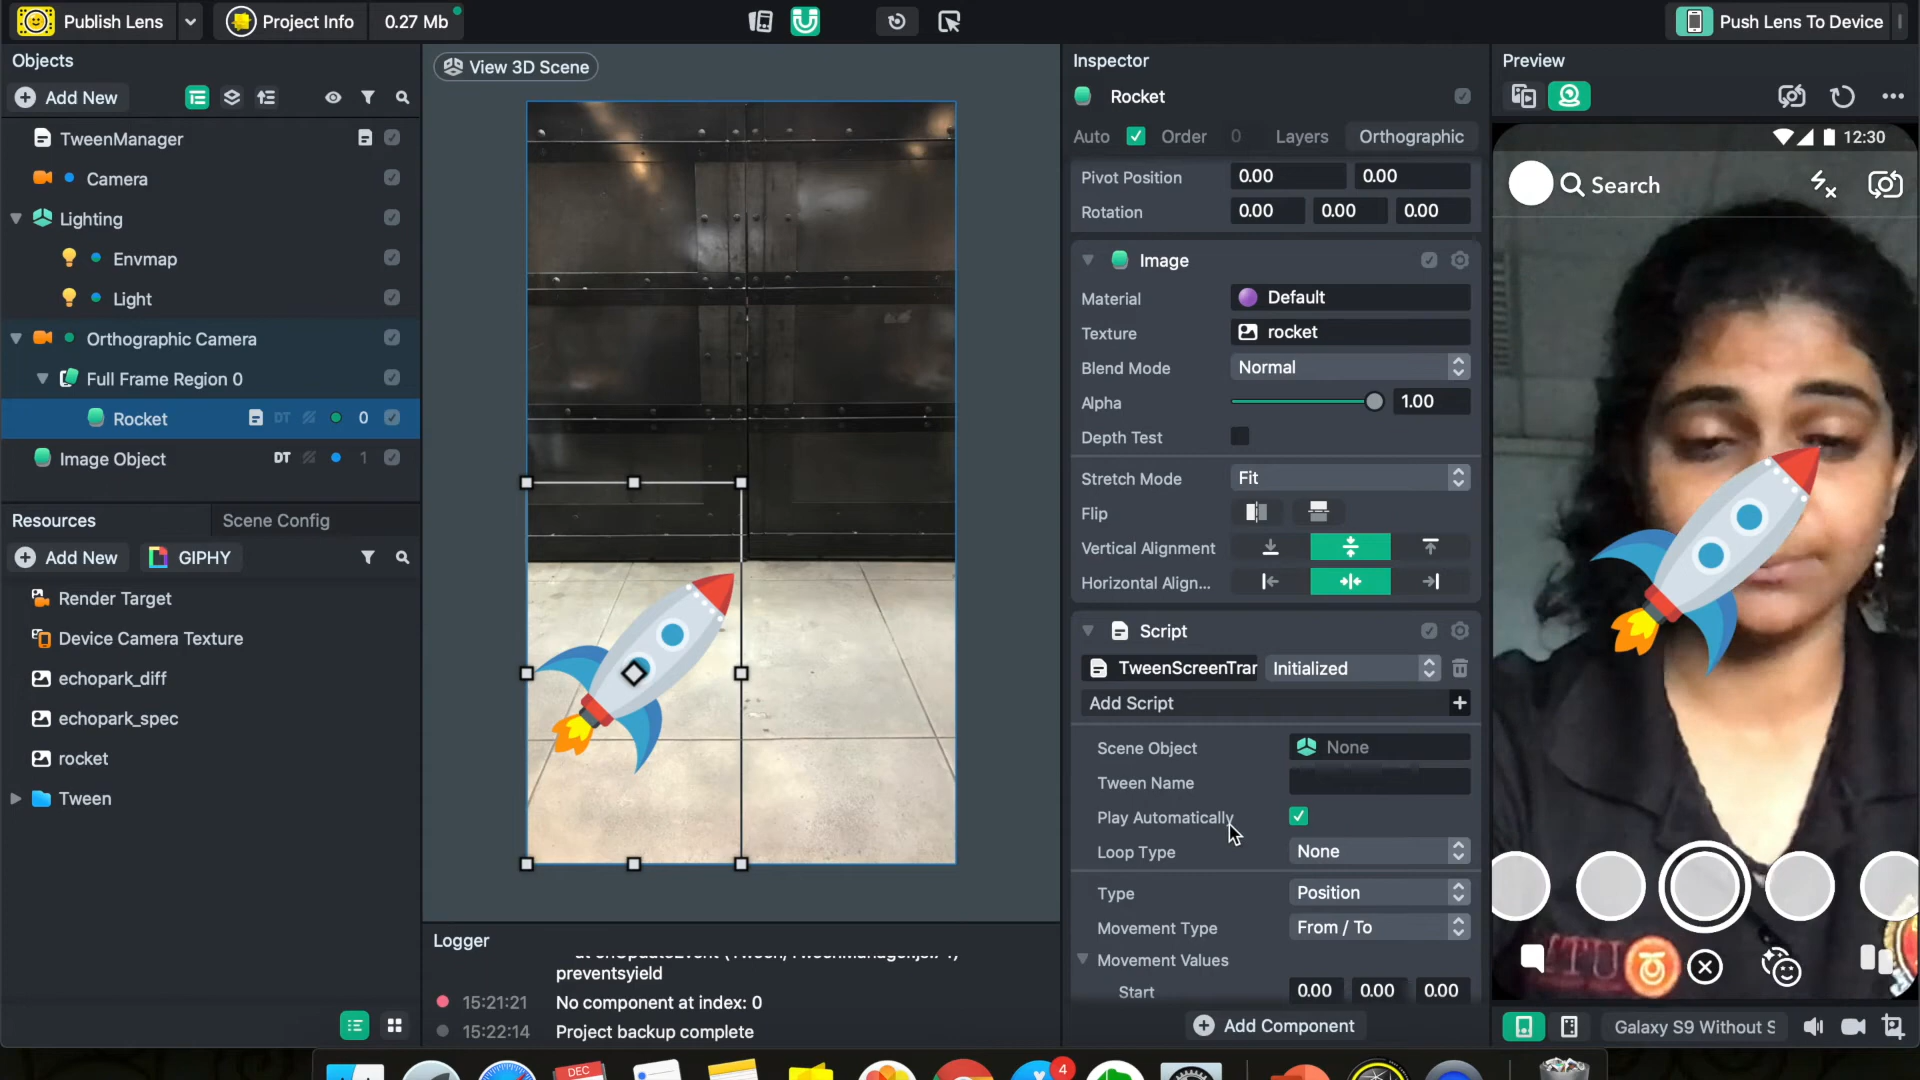 Publish Lens
Project Info
0.27 Mb
Push Lens To Device
Objects
Add New
TweenManager
Camera
Lighting
Envmap
Light
Orthographic Camera
Full Frame Region 0
Rocket
DT
0
Image Object
DT
1
Resources
Scene Config
Add New
GIPHY
Render Target
Device Camera Texture
echopark_diff
echopark_spec
rocket
Tween
View 3D Scene
Logger
preventsyield
15:21:21 No component at index: 0
15:22:14 Project backup complete
Inspector
Rocket
Auto Order 0 Layers Orthographic
Pivot Position 0.00 0.00
Rotation 0.00 0.00 0.00
Image
Material Default
Texture rocket
Blend Mode Normal
Alpha 1.00
Depth Test
Stretch Mode Fit
Flip
Vertical Alignment
Horizontal Align...
Script
TweenScreenTrar Initialized
Add Script
Scene Object None
Tween Name
Play Automatically
Loop Type None
Type Position
Movement Type From / To
Movement Values
Start 0.00 0.00 0.00
Add Component
Preview
12:30
Search
Galaxy S9 Without S
DEC
4